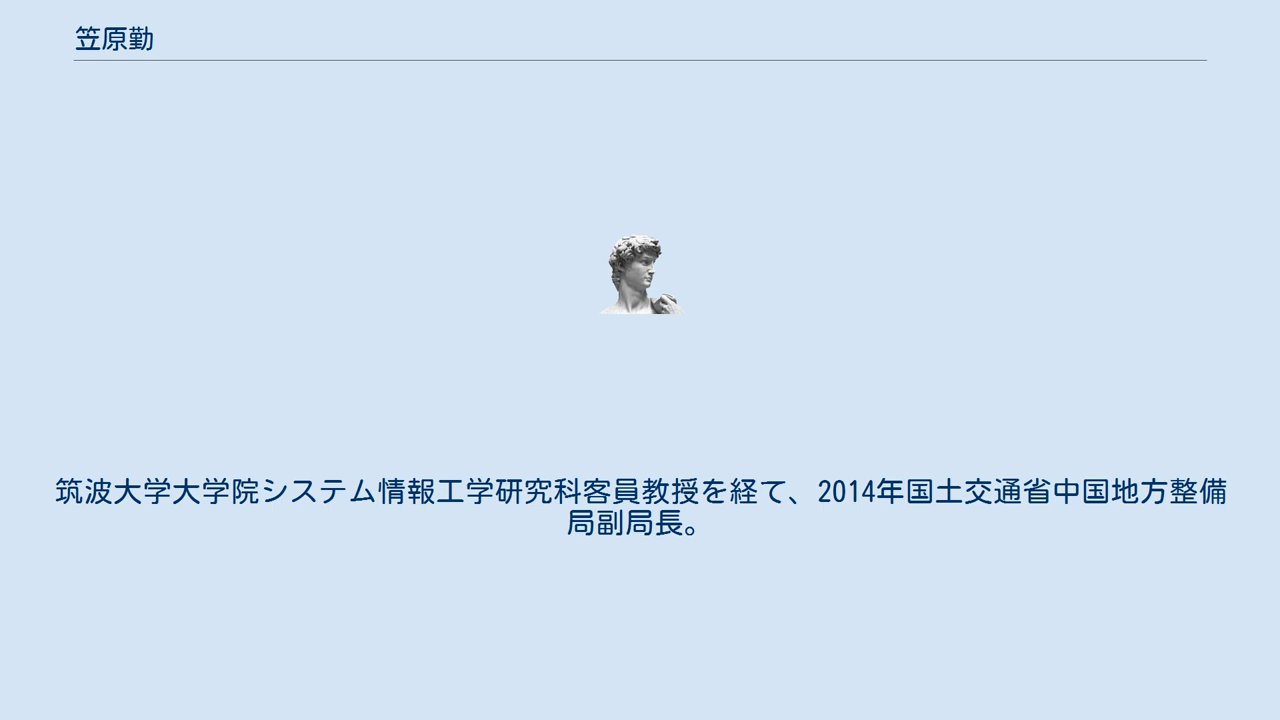 笠原勤
筑波大学大学院システム情報工学研究科客員教授を経て、2014年国土交通省中国地方整備
局副局長。